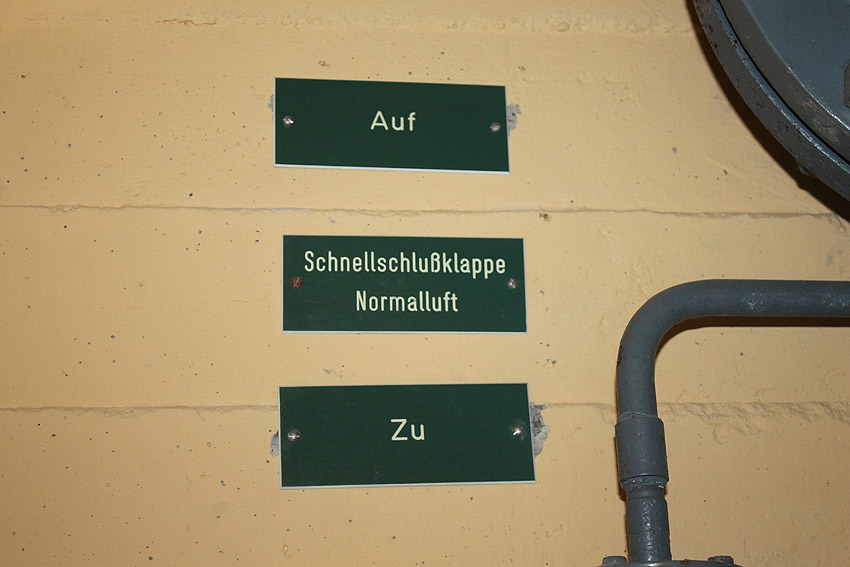 Auf
Schnellschlußklappe
Normalluft
Zu